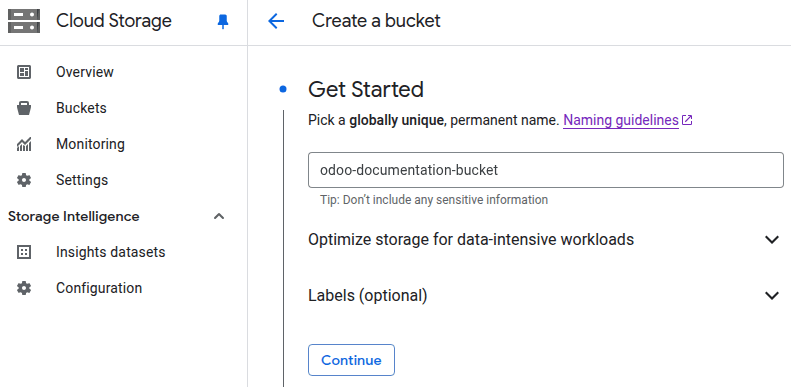 Cloud Storage
Create a bucket
Overview
Buckets
Monitoring
Settings
Storage Intelligence
Insights datasets
Configuration
Get Started
Pick a globally unique, permanent name. Naming guidelines
odoo-documentation-bucket
Tip: Don't include any sensitive information
Optimize storage for data-intensive workloads
Labels (optional)
Continue